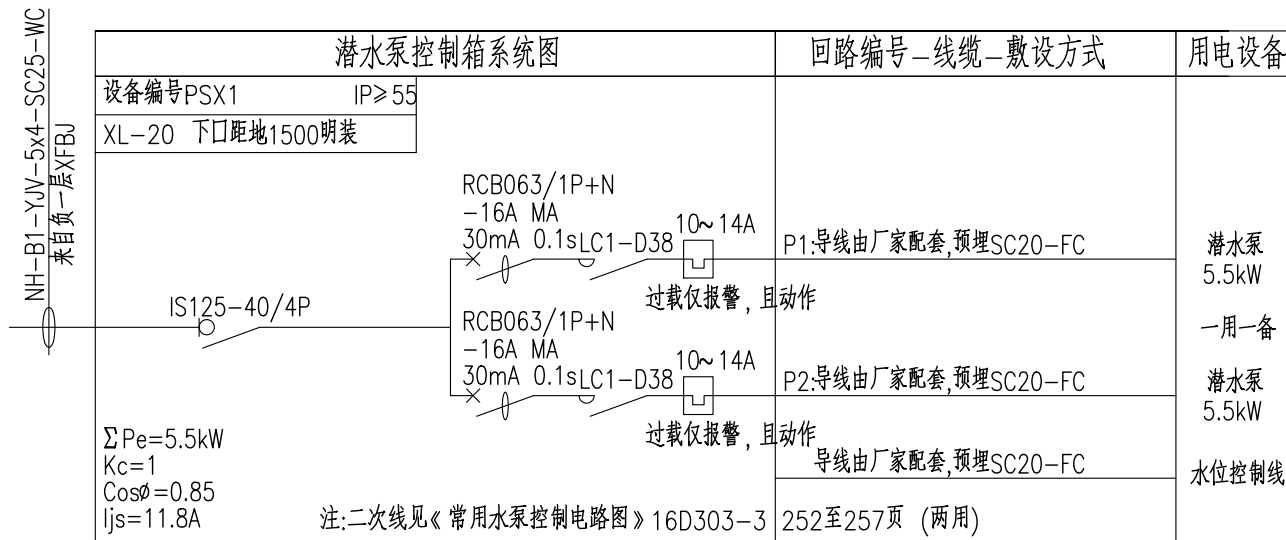 NH-B1-YJV-5x4-SC25-WC
来自负一层XFBJ
潜水泵控制箱系统图
回路编号-线缆-敷设方式
用电设备
设备编号PSX1 IP≥55
XL-20 下口距地1500明装
RCBO63/1P+N
-16A MA
30mA 0.1s LC1-D38
10~14A
P1:导线由厂家配套,预埋SC20-FC
潜水泵
5.5kW
过载仅报警,且动作
IS125-40/4P
一用一备
RCBO63/1P+N
-16A MA
30mA 0.1s LC1-D38
10~14A
P2:导线由厂家配套,预埋SC20-FC
潜水泵
5.5kW
过载仅报警,且动作
导线由厂家配套,预埋SC20-FC
水位控制线
ΣPe=5.5kW
Kc=1
Cosø=0.85
Ijs=11.8A
注:二次线见《常用水泵控制电路图》16D303-3 252至257页 (两用)